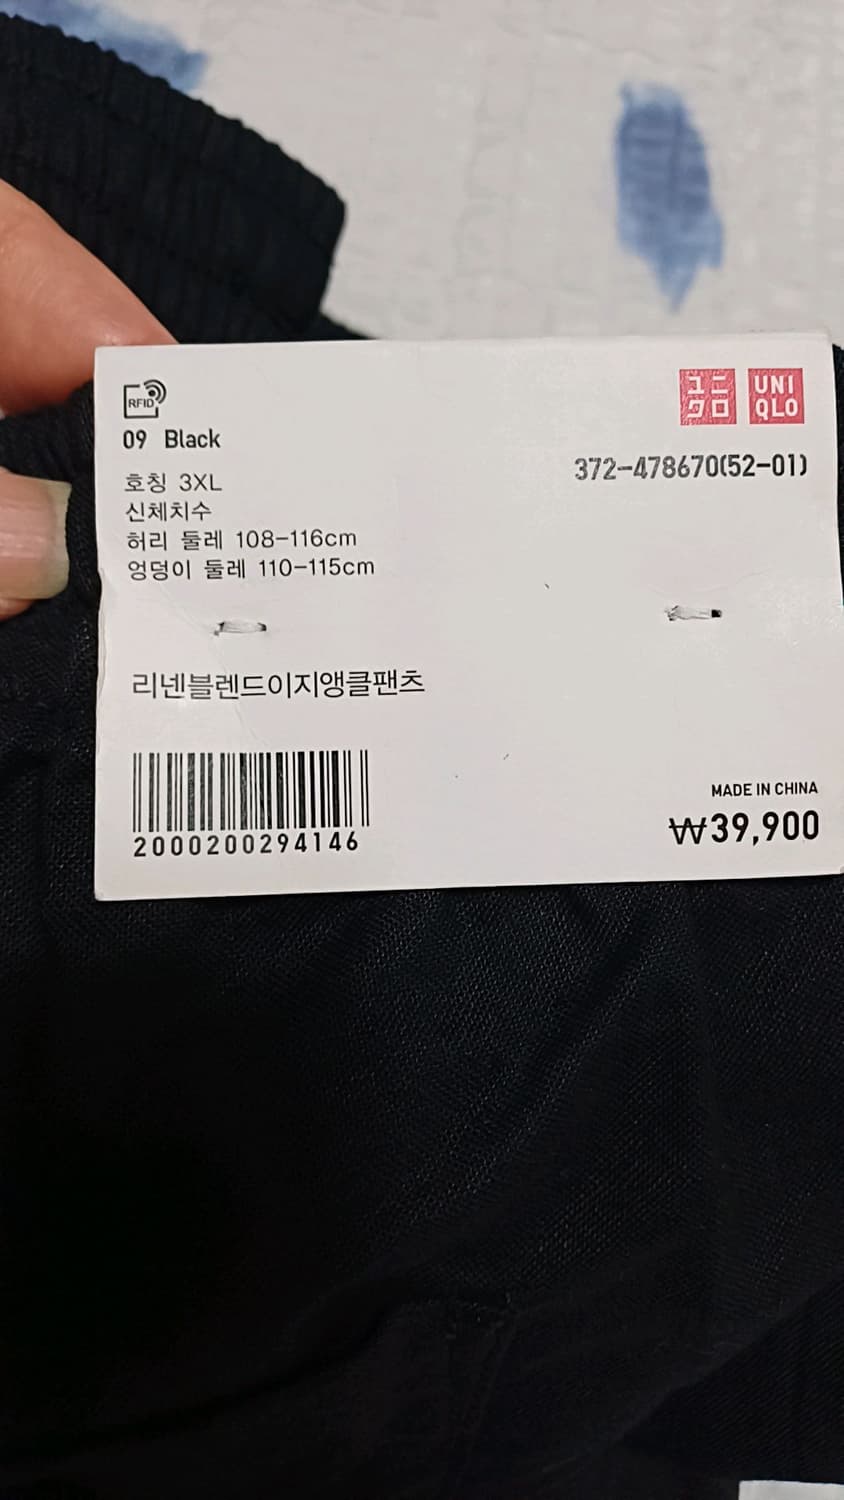 RFID
09 Black
호칭 3XL
신체치수
허리 둘레 108-116cm
엉덩이 둘레 110-115cm
ユニ
クロ
UNI
QLO
372-478670(52-01)
리넨블렌드이지앵클팬츠
2000200294146
MADE IN CHINA
₩39,900